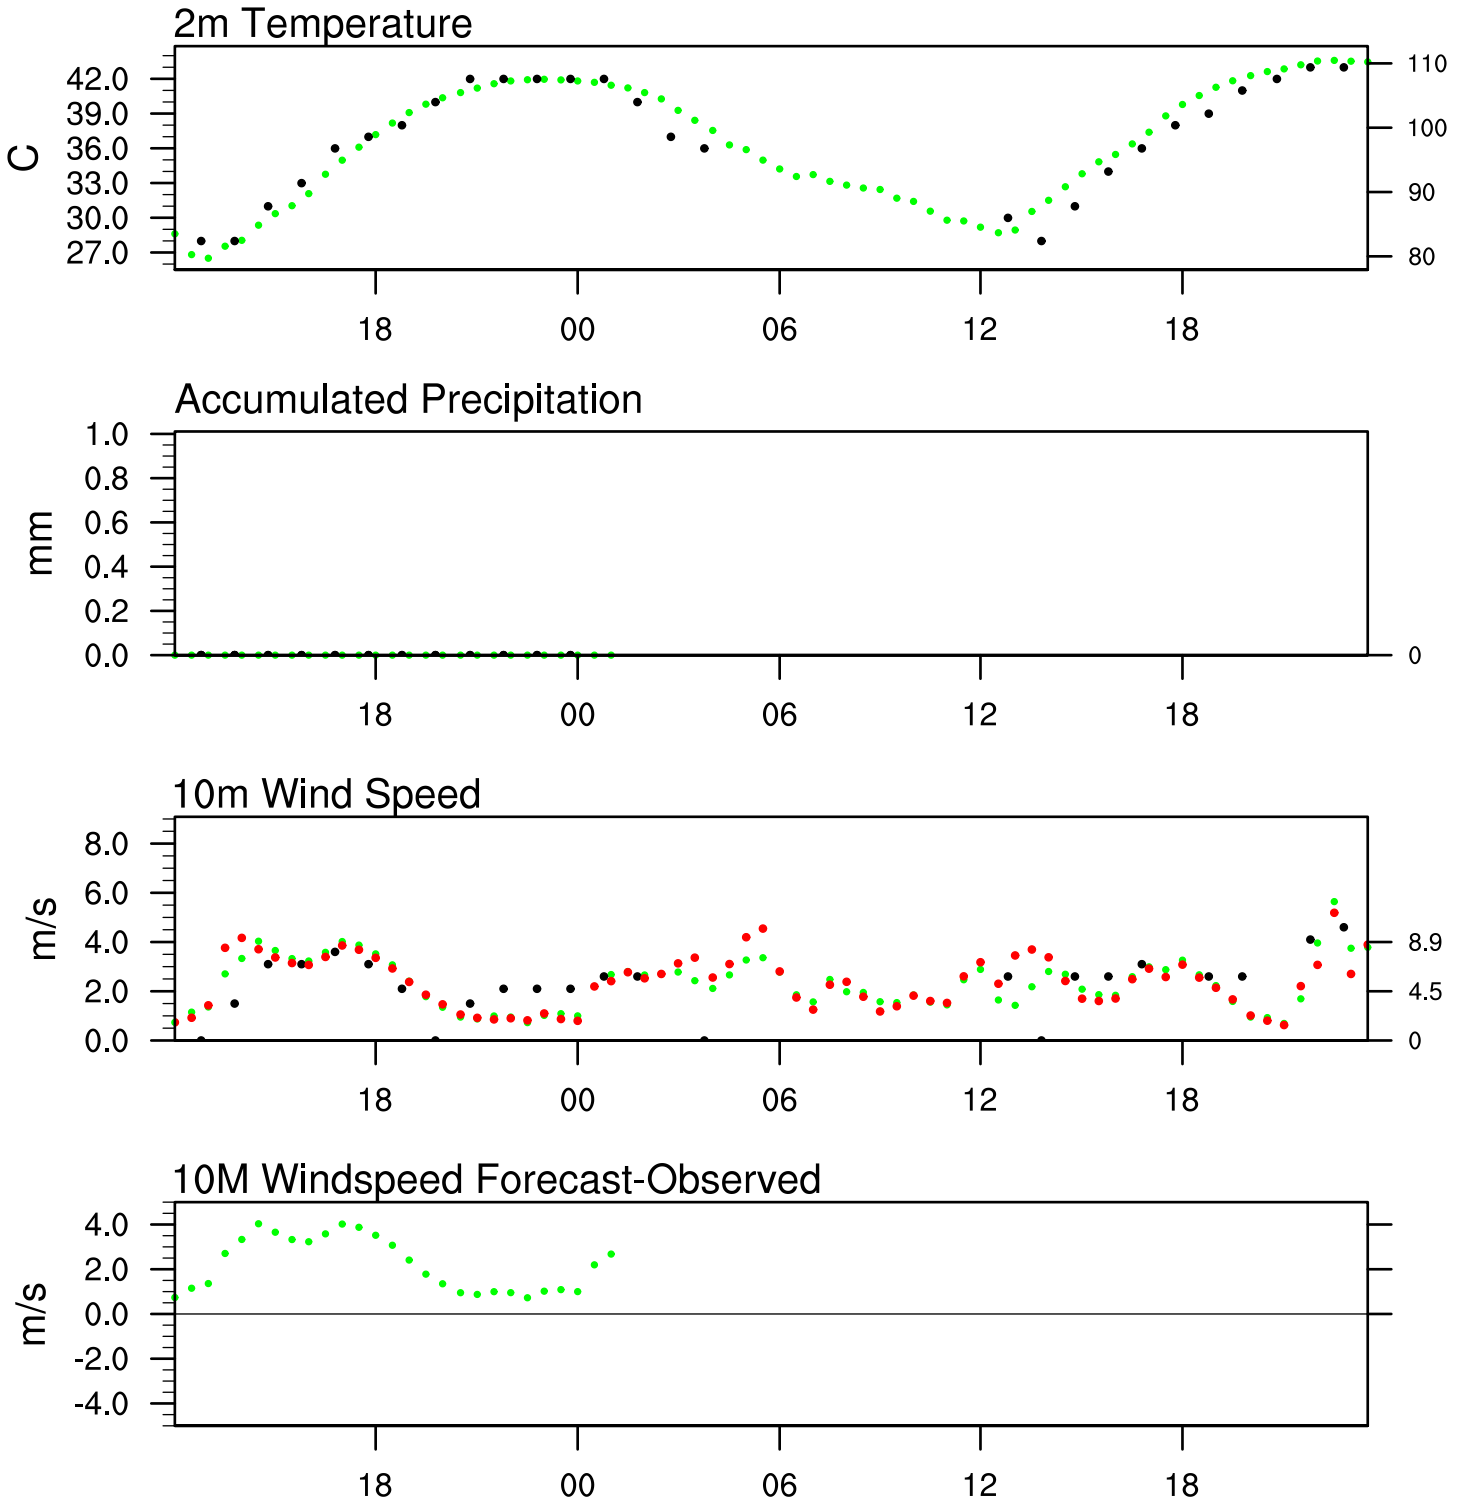 2m Temperature
42.0
39.0
36.0
33.0
30.0
27.0
C
110
100
90
80
18 00 06 12 18
Accumulated Precipitation
1.0
0.8
0.6
0.4
0.2
0.0
mm
0
18 00 06 12 18
10m Wind Speed
8.0
6.0
4.0
2.0
0.0
m/s
8.9
4.5
0
18 00 06 12 18
10M Windspeed Forecast-Observed
4.0
2.0
0.0
-2.0
-4.0
m/s
18 00 06 12 18